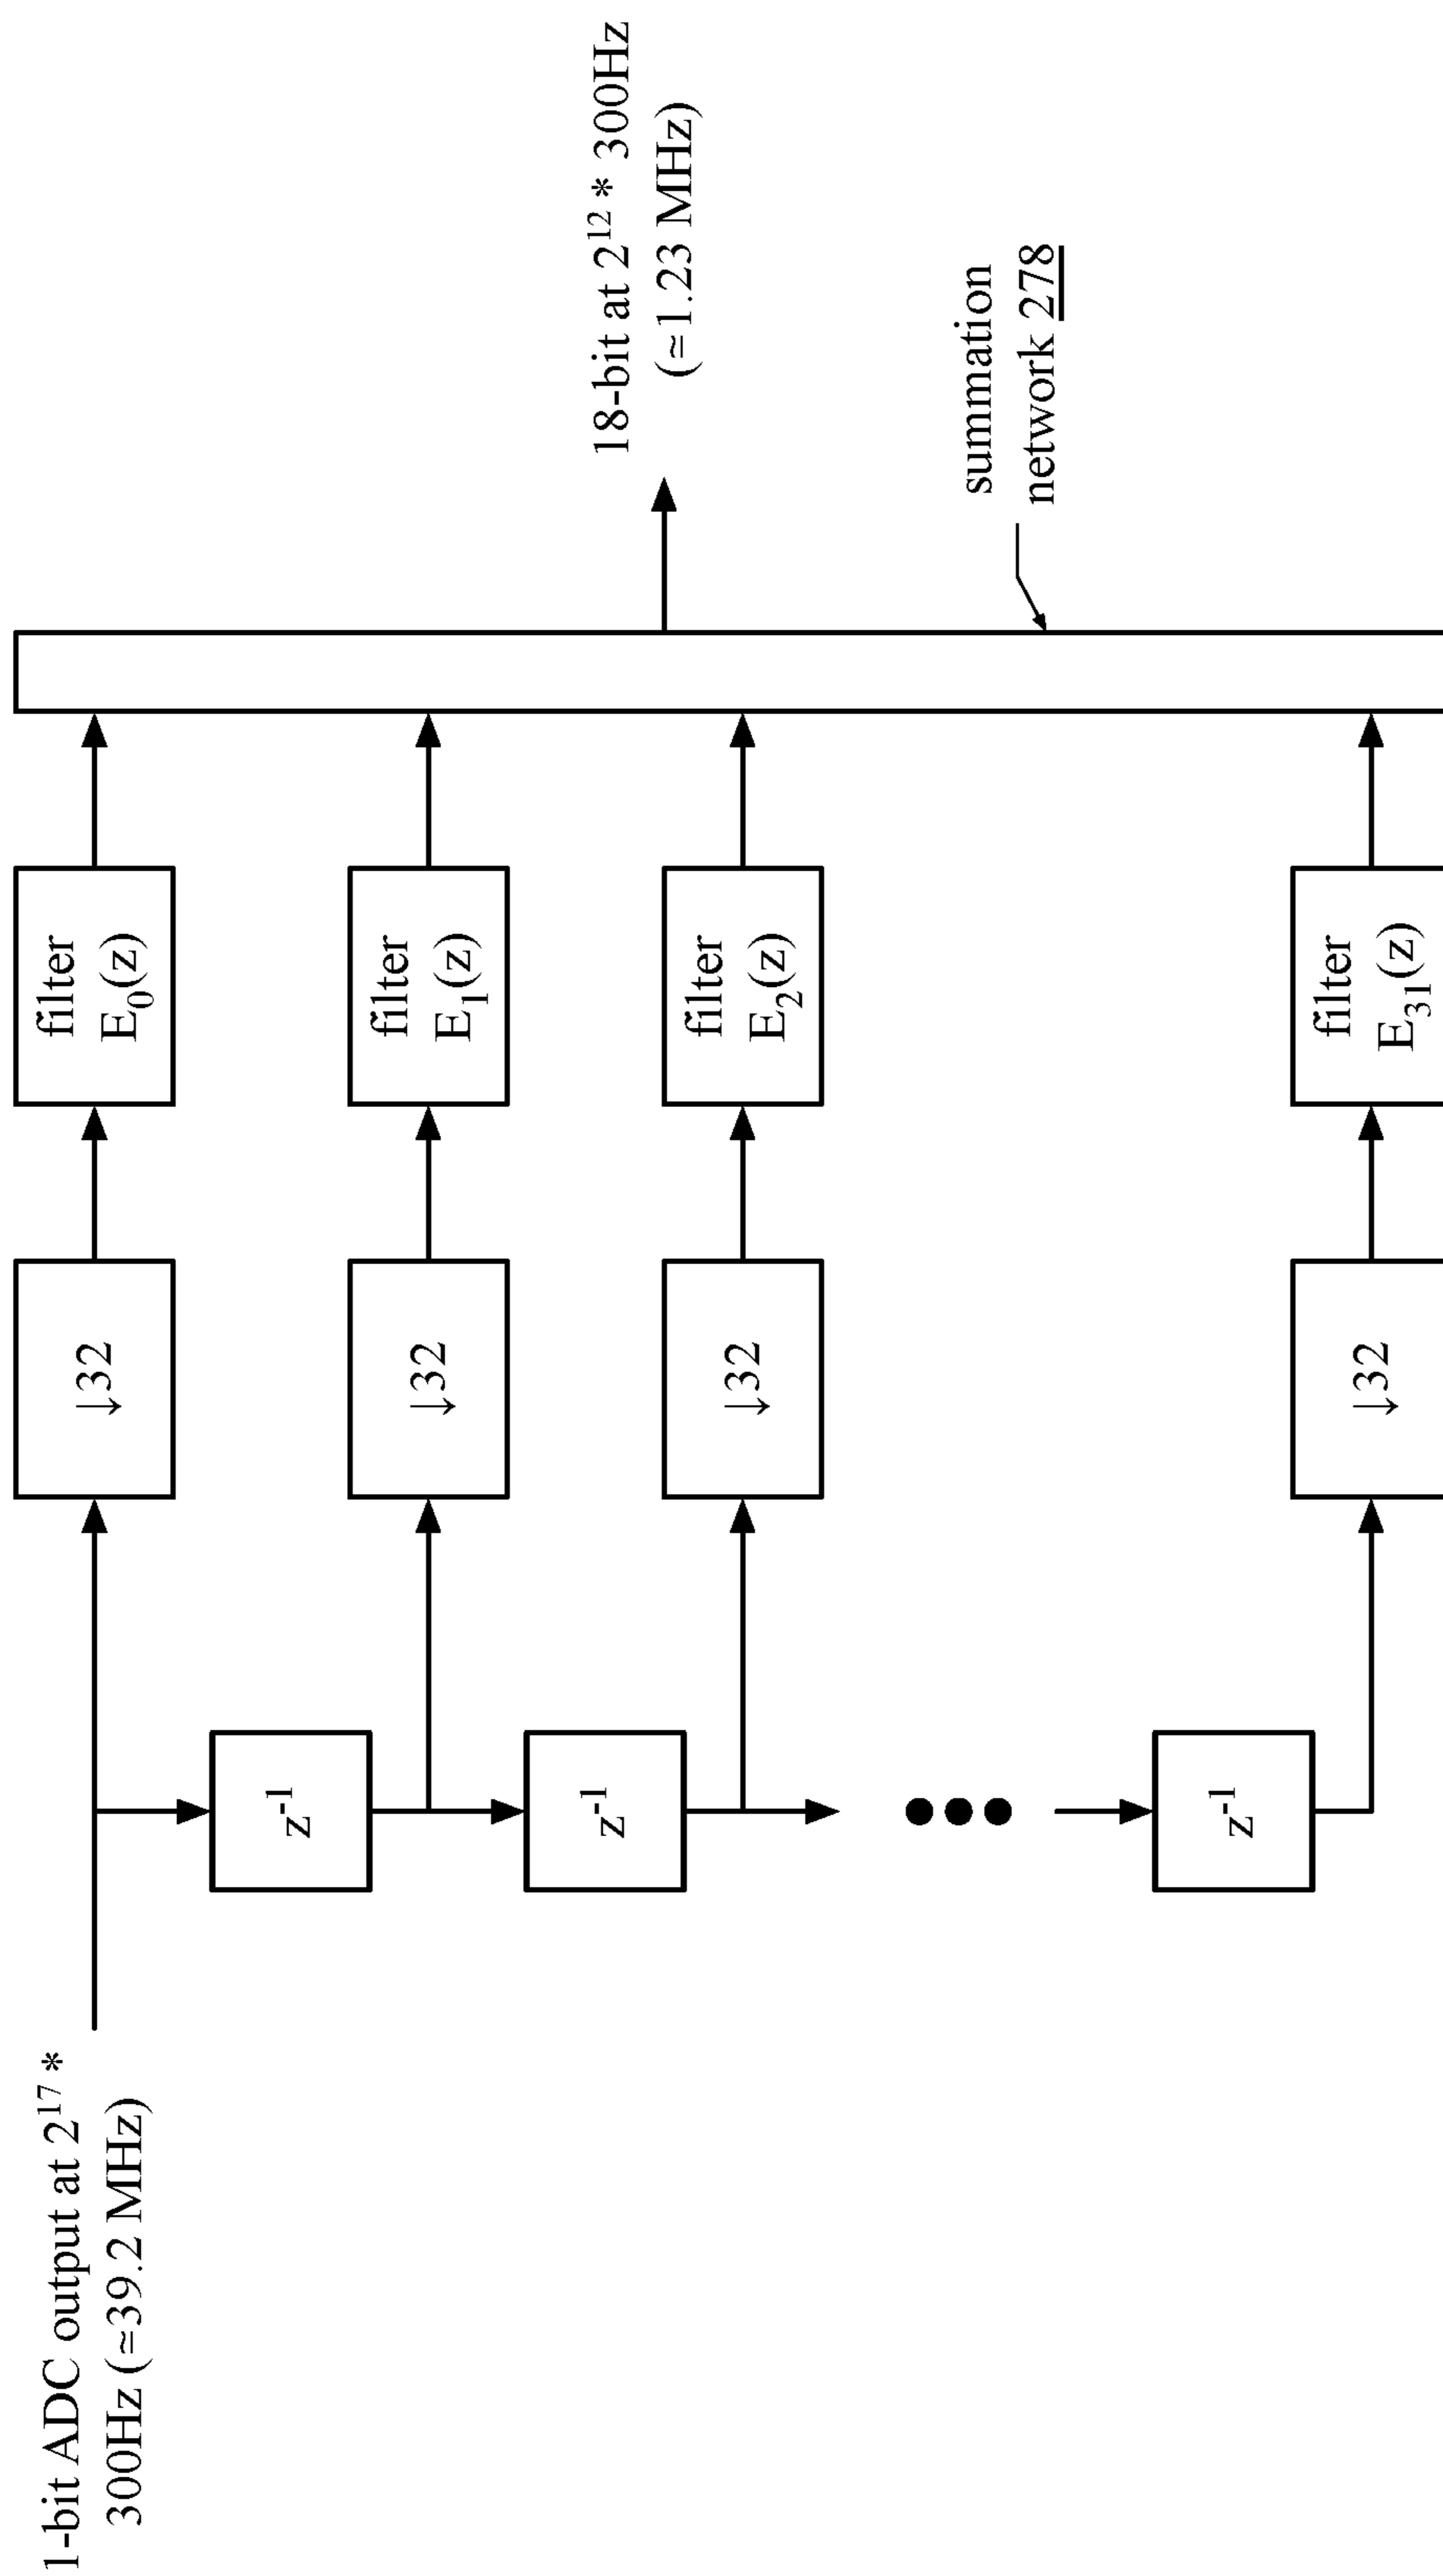 1-bit ADC output at 2¹⁷ *
300Hz (≃39.2 MHz)
↓32
filter
E₀(z)
z⁻¹
↓32
filter
E₁(z)
18-bit at 2¹² * 300Hz
(≃1.23 MHz)
z⁻¹
↓32
filter
E₂(z)
summation
network 278
z⁻¹
↓32
filter
E₃₁(z)